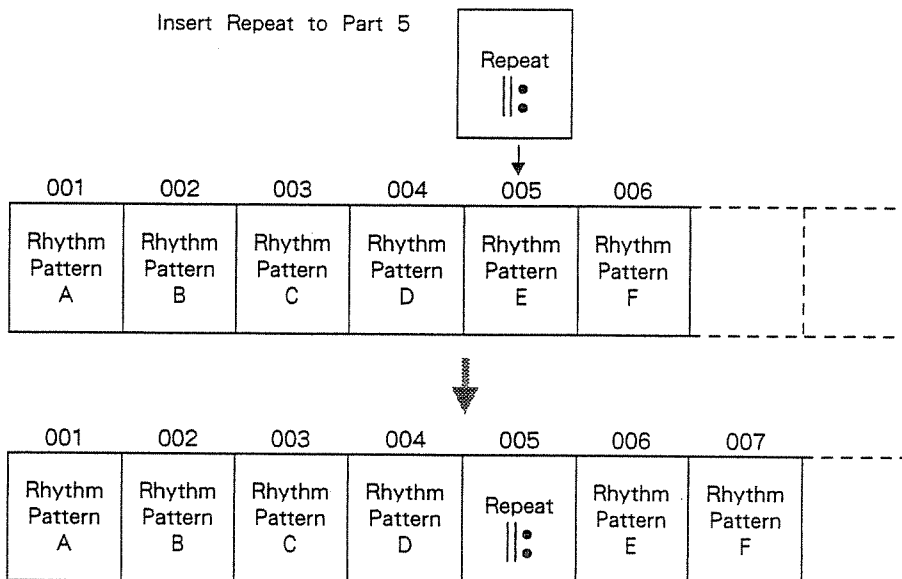 Insert Repeat to Part 5
Repeat
001 002 003 004 005 006
Rhythm Pattern A
Rhythm Pattern B
Rhythm Pattern C
Rhythm Pattern D
Rhythm Pattern E
Rhythm Pattern F
001 002 003 004 005 006 007
Rhythm Pattern A
Rhythm Pattern B
Rhythm Pattern C
Rhythm Pattern D
Repeat
Rhythm Pattern E
Rhythm Pattern F